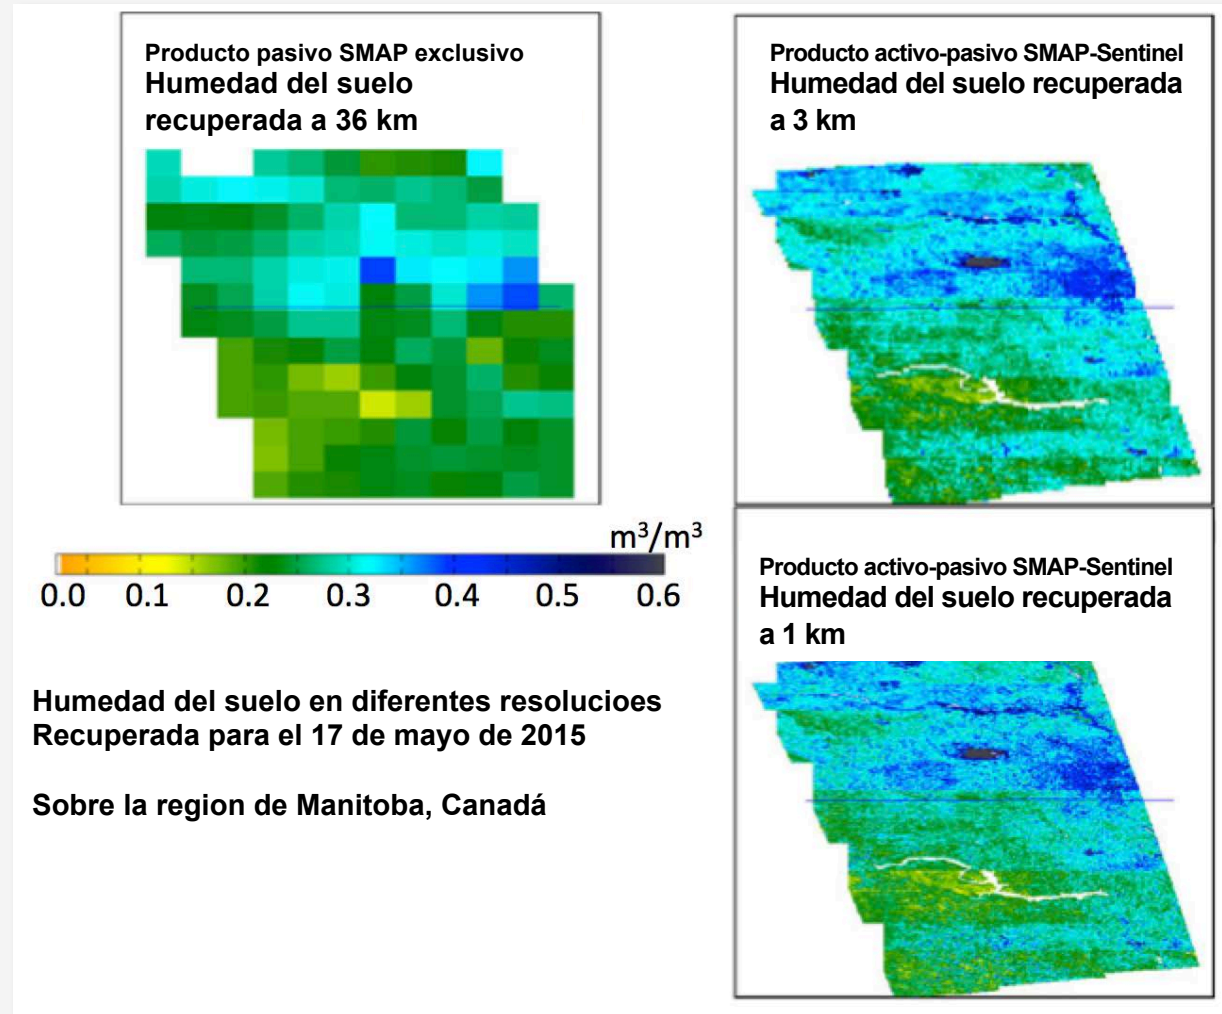 Producto pasivo SMAP exclusivo
Humedad del suelo
recuperada a 36 km
Producto activo-pasivo SMAP-Sentinel
Humedad del suelo recuperada
a 3 km
m³/m³
0.0 0.1 0.2 0.3 0.4 0.5 0.6
Producto activo-pasivo SMAP-Sentinel
Humedad del suelo recuperada
a 1 km
Humedad del suelo en diferentes resolucioes
Recuperada para el 17 de mayo de 2015
Sobre la region de Manitoba, Canadá